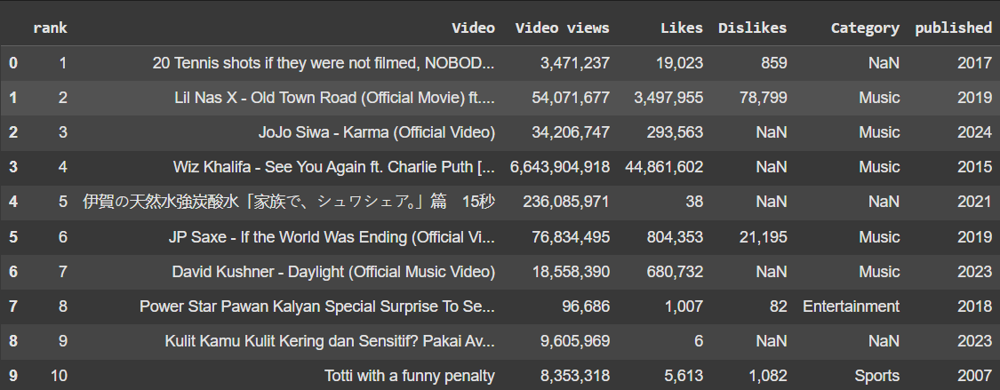 rank Video Video views Likes Dislikes Category published
0 1 20 Tennis shots if they were not filmed, NOBOD... 3,471,237 19,023 859 NaN 2017
1 2 Lil Nas X - Old Town Road (Official Movie) ft.... 54,071,677 3,497,955 78,799 Music 2019
2 3 JoJo Siwa - Karma (Official Video) 34,206,747 293,563 NaN Music 2024
3 4 Wiz Khalifa - See You Again ft. Charlie Puth [... 6,643,904,918 44,861,602 NaN Music 2015
4 5 伊賀の天然水強炭酸水「家族で、シュワシェア。」篇　15秒 236,085,971 38 NaN NaN 2021
5 6 JP Saxe - If the World Was Ending (Official Vi... 76,834,495 804,353 21,195 Music 2019
6 7 David Kushner - Daylight (Official Music Video) 18,558,390 680,732 NaN Music 2023
7 8 Power Star Pawan Kalyan Special Surprise To Se... 96,686 1,007 82 Entertainment 2018
8 9 Kulit Kamu Kulit Kering dan Sensitif? Pakai Av... 9,605,969 6 NaN NaN 2023
9 10 Totti with a funny penalty 8,353,318 5,613 1,082 Sports 2007